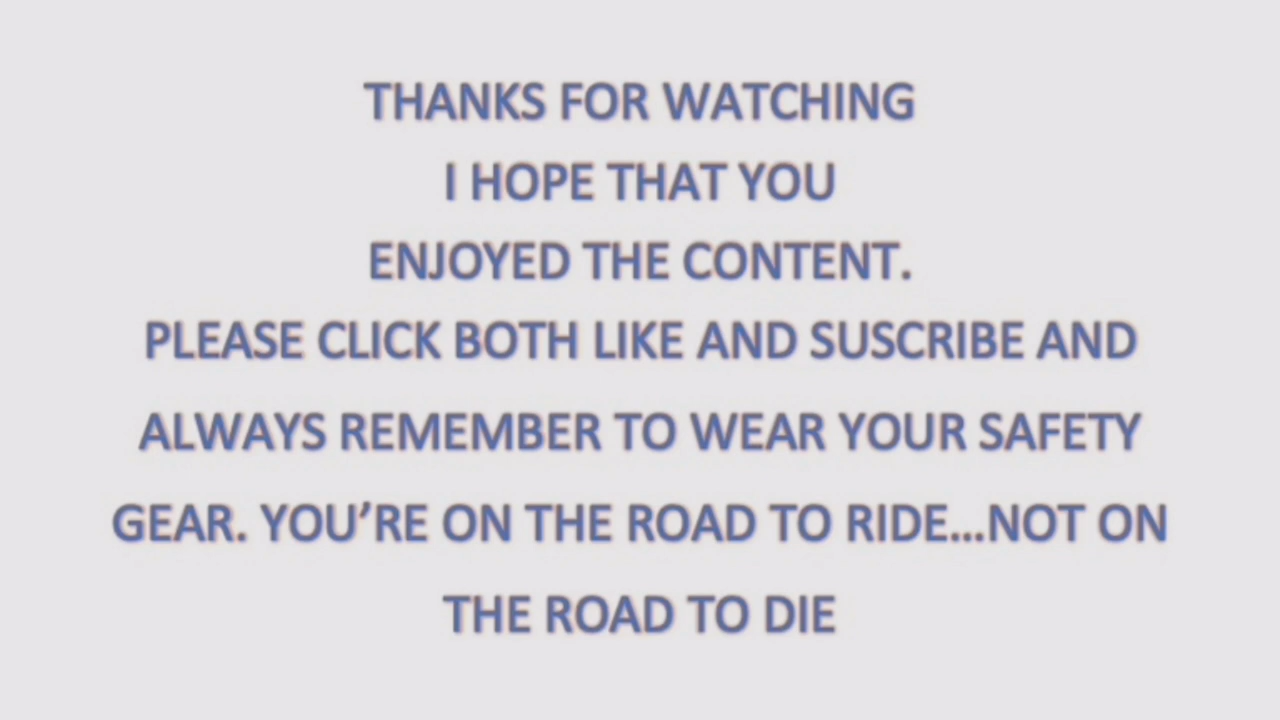 THANKS FOR WATCHING
I HOPE THAT YOU
ENJOYED THE CONTENT.
PLEASE CLICK BOTH LIKE AND SUSCRIBE AND
ALWAYS REMEMBER TO WEAR YOUR SAFETY
GEAR. YOU’RE ON THE ROAD TO RIDE...NOT ON
THE ROAD TO DIE